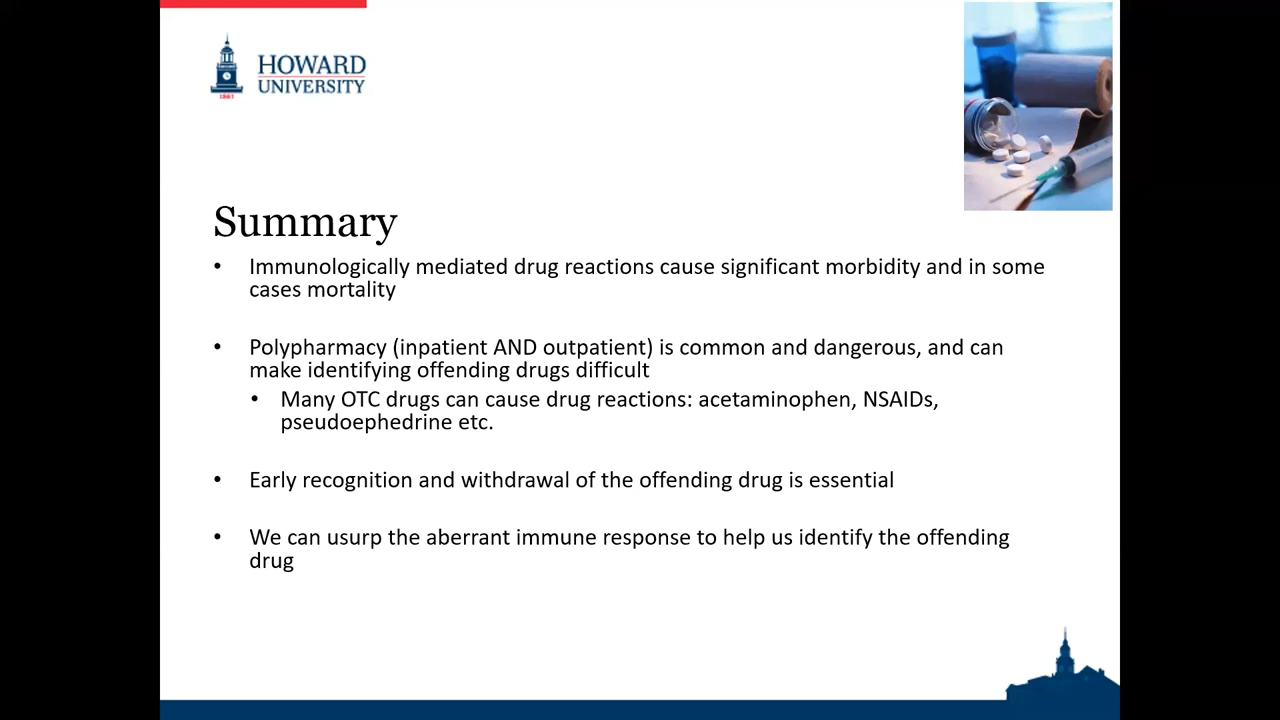 HOWARD
UNIVERSITY
1867
Summary
• Immunologically mediated drug reactions cause significant morbidity and in some
cases mortality
• Polypharmacy (inpatient AND outpatient) is common and dangerous, and can
make identifying offending drugs difficult
• Many OTC drugs can cause drug reactions: acetaminophen, NSAIDs,
pseudoephedrine etc.
• Early recognition and withdrawal of the offending drug is essential
• We can usurp the aberrant immune response to help us identify the offending
drug